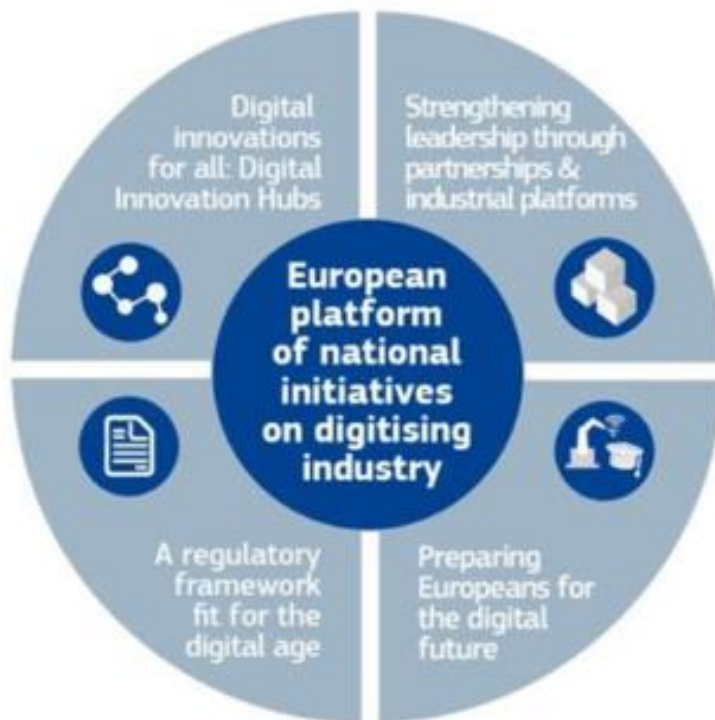 Digital
innovations
for all: Digital
Innovation Hubs
Strengthening
leadership through
partnerships &
industrial platforms
European
platform
of national
initiatives
on digitising
industry
A regulatory
framework
fit for the
digital age
Preparing
Europeans for
the digital
future